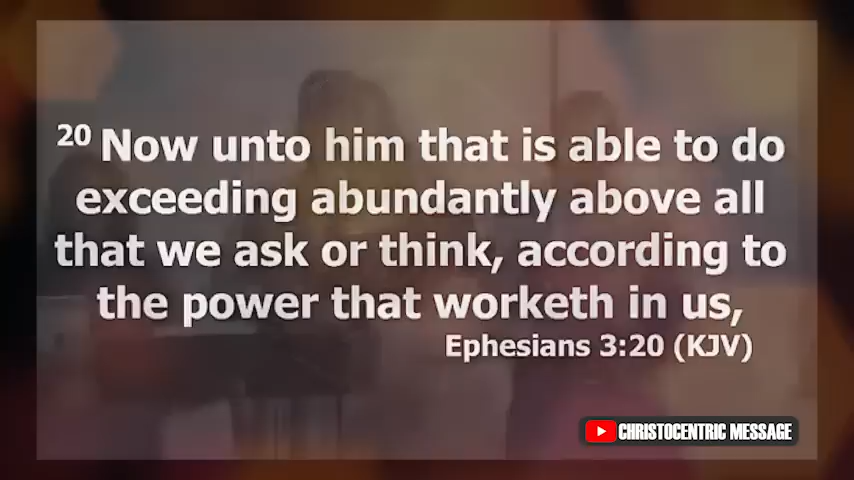 20 Now unto him that is able to do
exceeding abundantly above all
that we ask or think, according to
the power that worketh in us,
Ephesians 3:20 (KJV)
CHRISTOCENTRIC MESSAGE